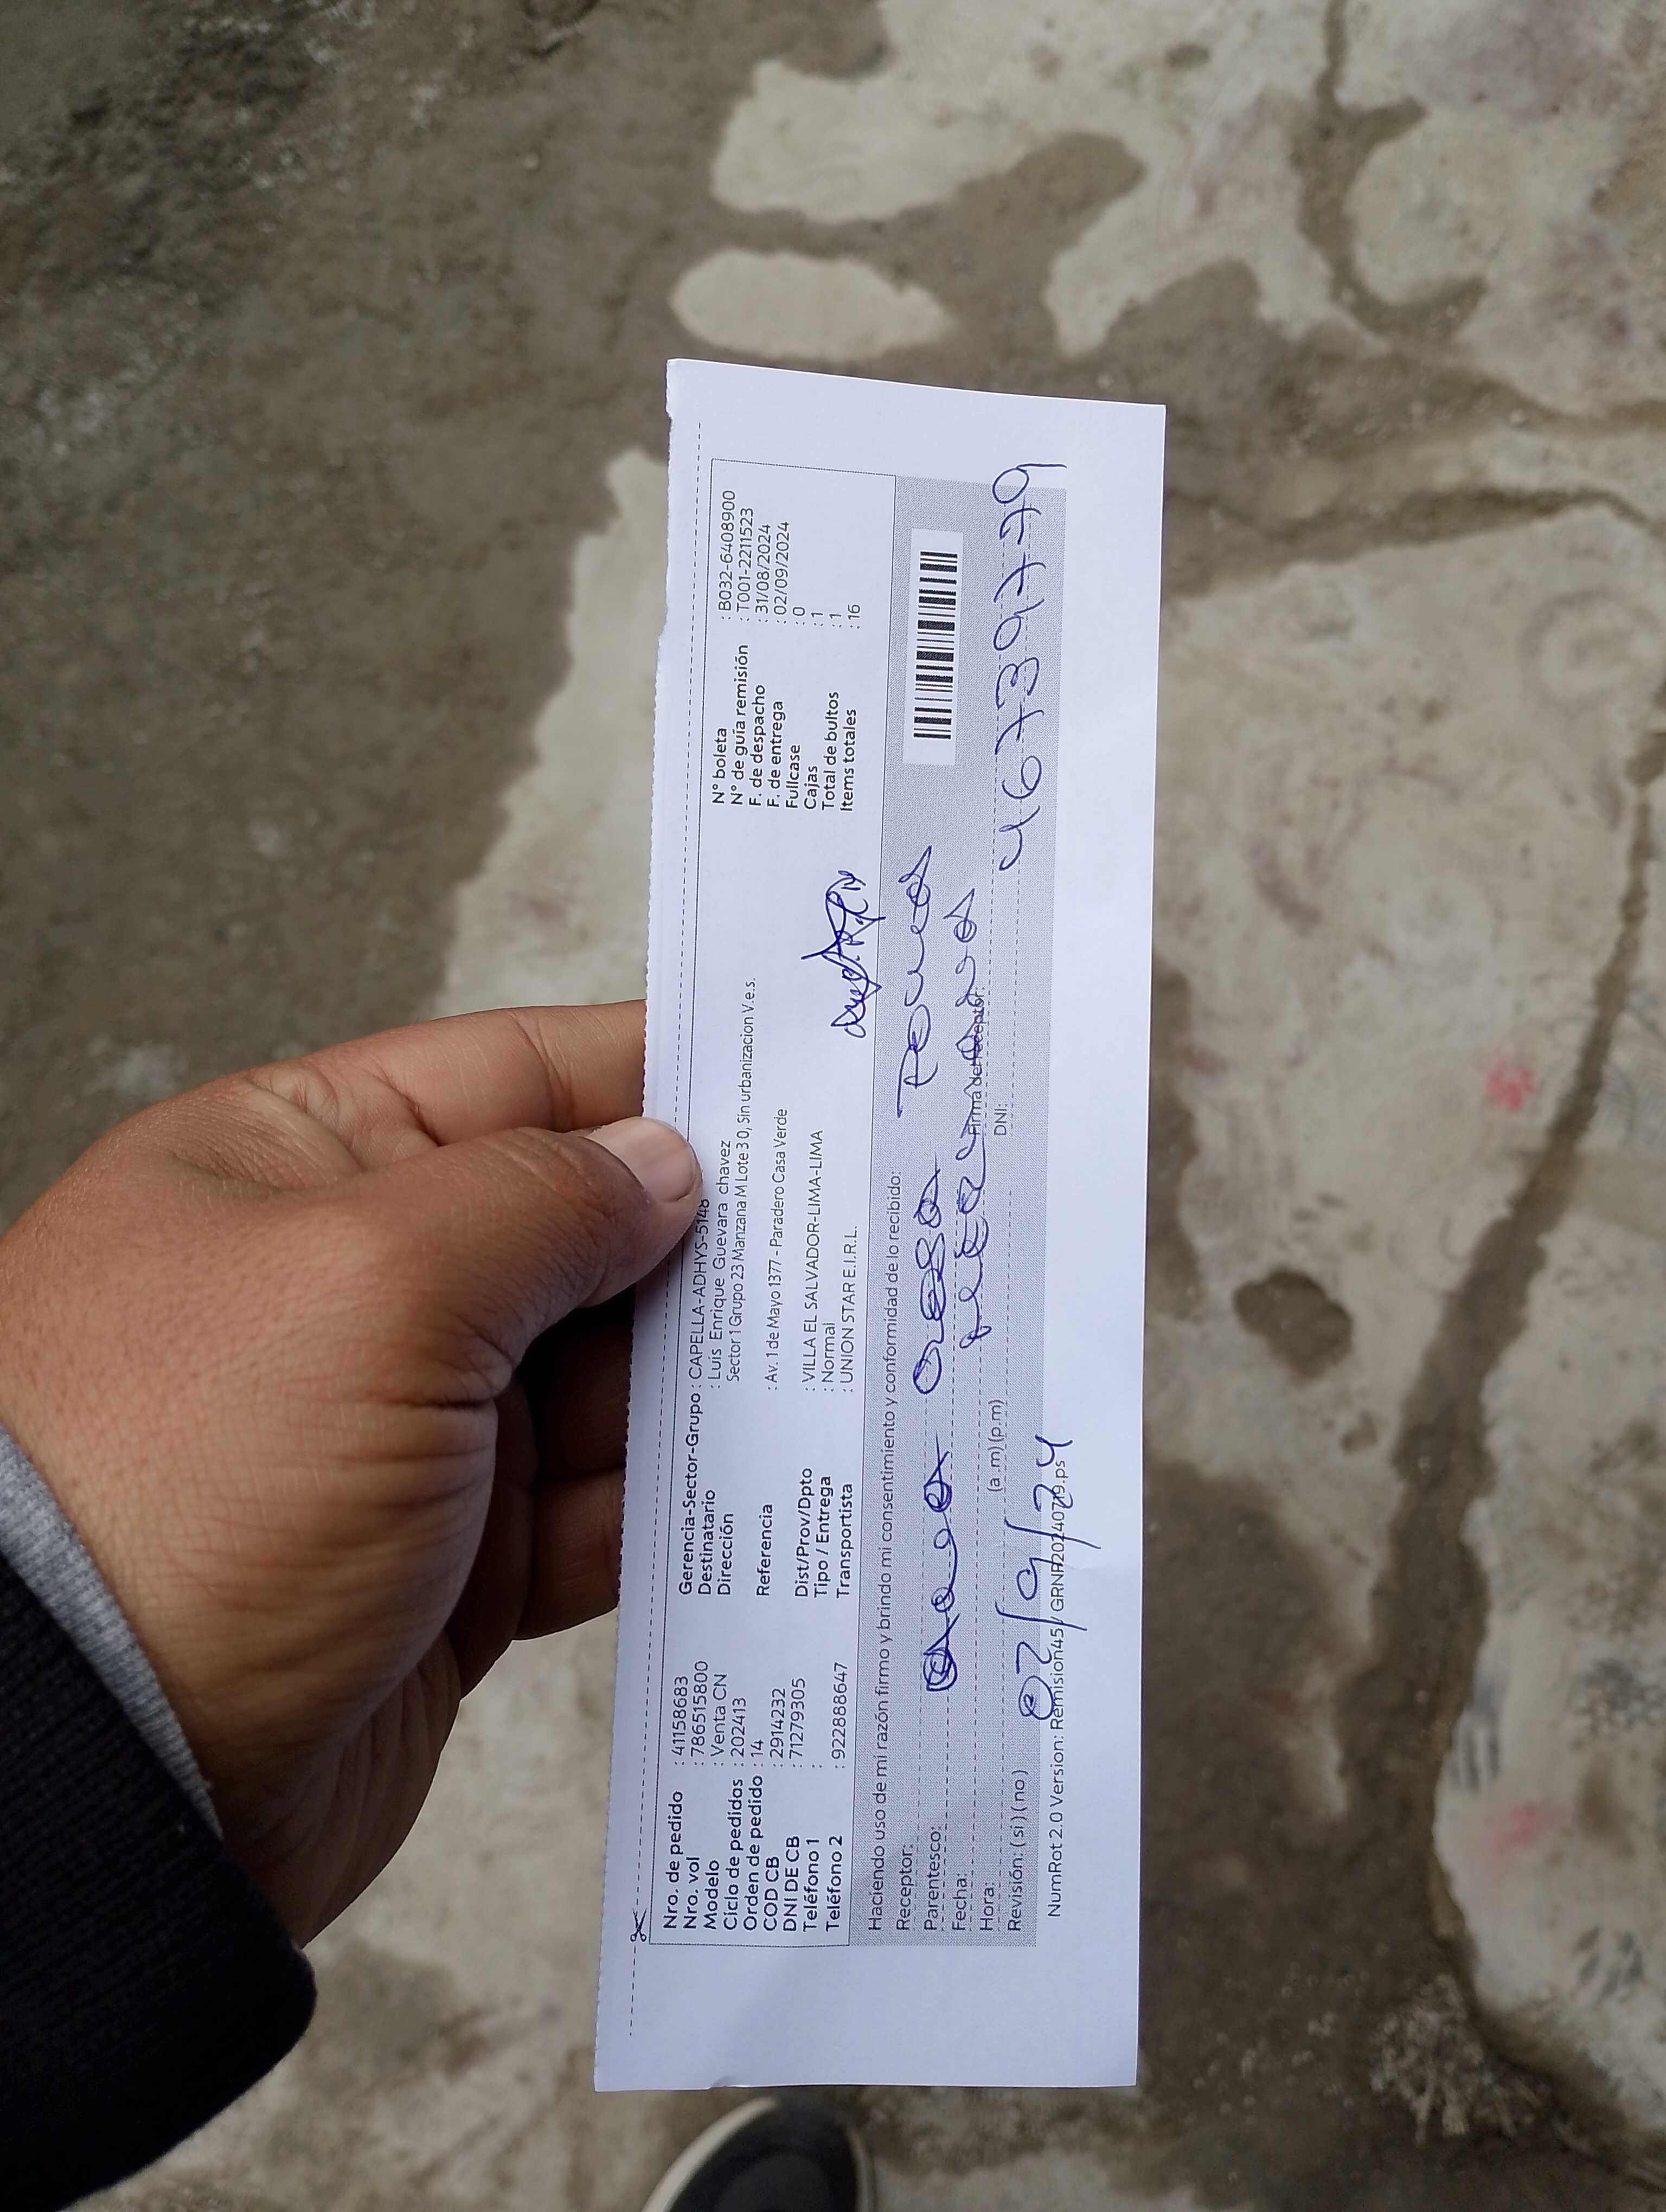 Nro. de pedido : 41158683
Nro. vol : 786515800
Modelo : Venta CN
Ciclo de pedidos : 202413
Orden de pedido : 14
COD CB : 2914232
DNI DE CB : 71279305
Teléfono 1 :
Teléfono 2 : 922888647
Gerencia-Sector-Grupo : CAPELLA-ADHYS-5148
Destinatario : Luis Enrique Guevara chavez
Dirección Sector 1 Grupo 23 Manzana M Lote 3 0, Sin urbanizacion V.e.s.
Referencia : Av. 1 de Mayo 1377 - Paradero Casa Verde
Dist/Prov/Dpto : VILLA EL SALVADOR-LIMA-LIMA
Tipo / Entrega : Normal
Transportista : UNION STAR E.I.R.L.
N° boleta : B032-6408900
N° de guía remisión : T001-2211523
F. de despacho : 31/08/2024
F. de entrega : 02/09/2024
Fullcase : 0
Cajas : 1
Total de bultos : 1
Items totales : 16
Haciendo uso de mi razón firmo y brindo mi consentimiento y conformidad de lo recibido:
Receptor:
Parentesco:
Fecha:
Firma del receptor:
Hora: (a .m) (p.m)
DNI: 46739779
Revisión: ( si ) ( no )
02/9/24
NumRot 2.0 Version: Remision45 / GRNR20240719.ps